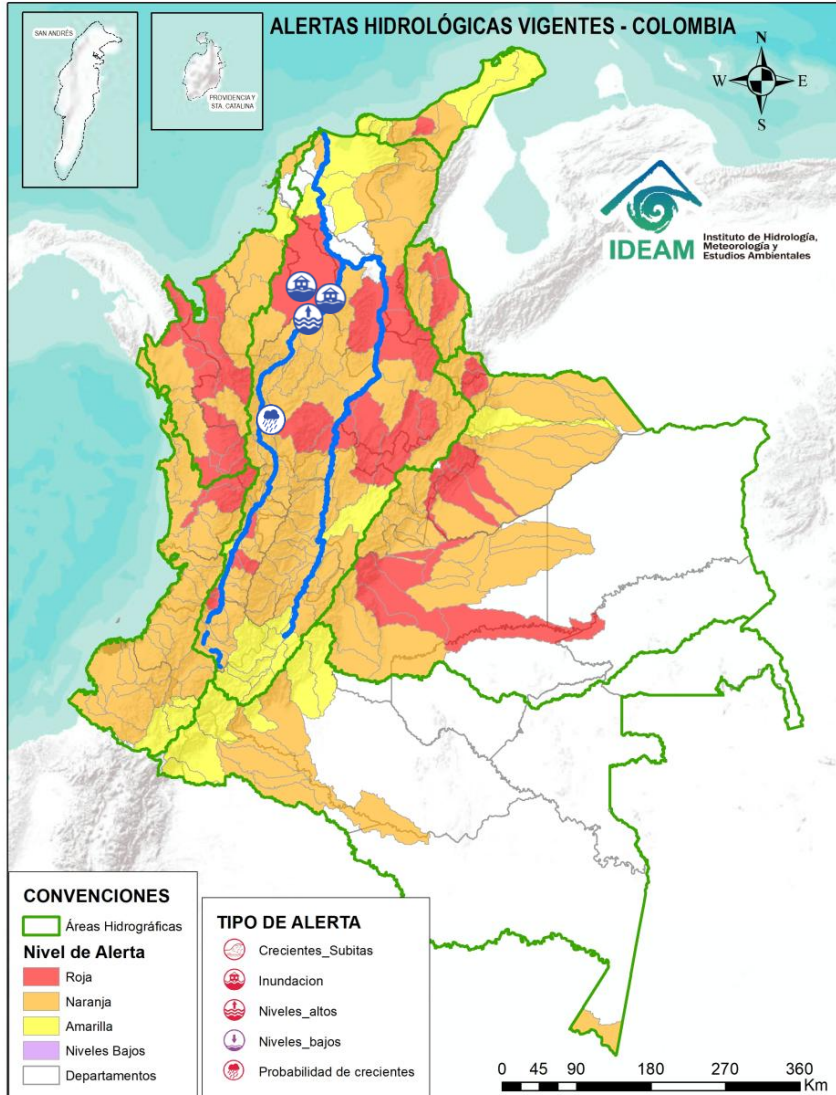 ALERTAS HIDROLÓGICAS VIGENTES - COLOMBIA
SAN ANDRÉS
PROVIDENCIA Y
STA. CATALINA
N
W
E
S
IDEAM
Instituto de Hidrología,
Meteorología y
Estudios Ambientales
CONVENCIONES
Áreas Hidrográficas
Nivel de Alerta
Roja
Naranja
Amarilla
Niveles Bajos
Departamentos
TIPO DE ALERTA
Crecientes_Subitas
Inundacion
Niveles_altos
Niveles_bajos
Probabilidad de crecientes
0 45 90 180 270 360
Km